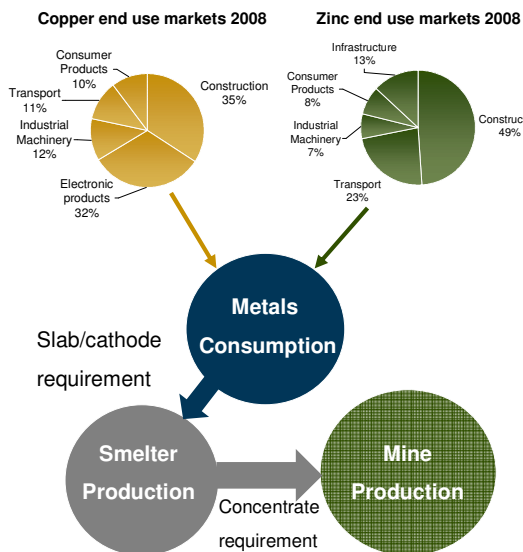 Copper end use markets 2008
Zinc end use markets 2008
Consumer
Products
10%
Transport
11%
Industrial
Machinery
12%
Electronic
products
32%
Construction
35%
Infrastructure
13%
Consumer
Products
8%
Industrial
Machinery
7%
Transport
23%
Construc
49%
Metals
Consumption
Slab/cathode
requirement
Smelter
Production
Concentrate
requirement
Mine
Production